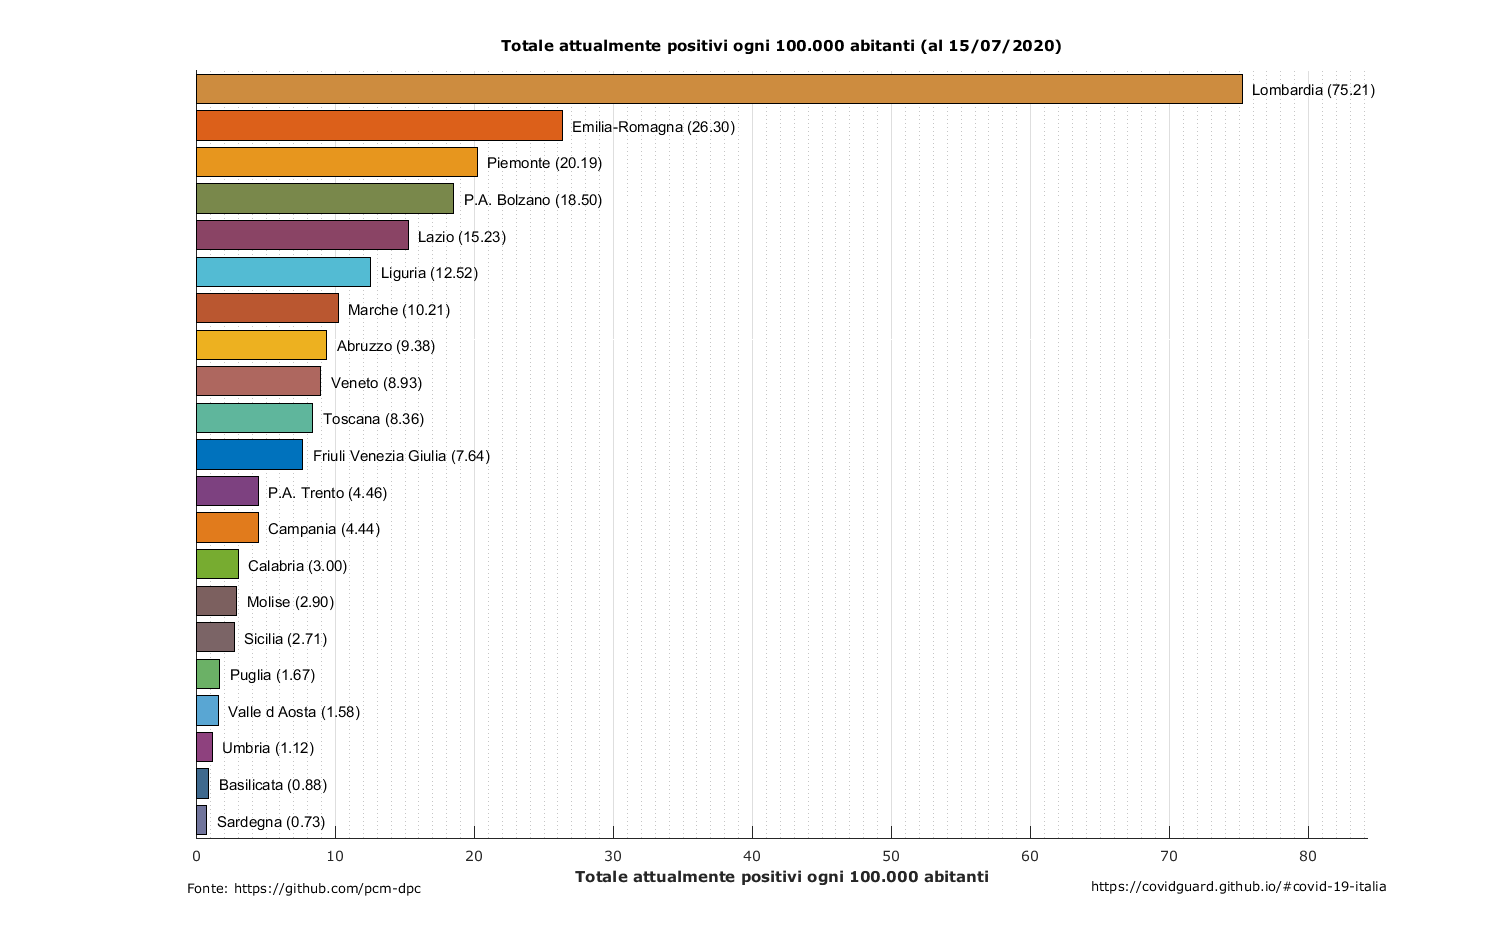 Totale attualmente positivi ogni 100.000 abitanti (al 15/07/2020)
Lombardia (75.21)
Emilia-Romagna (26.30)
Piemonte (20.19)
P.A. Bolzano (18.50)
Lazio (15.23)
Liguria (12.52)
Marche (10.21)
Abruzzo (9.38)
Veneto (8.93)
Toscana (8.36)
Friuli Venezia Giulia (7.64)
P.A. Trento (4.46)
Campania (4.44)
Calabria (3.00)
Molise (2.90)
Sicilia (2.71)
Puglia (1.67)
Valle d Aosta (1.58)
Umbria (1.12)
Basilicata (0.88)
Sardegna (0.73)
0 10 20 30 40 50 60 70 80
Totale attualmente positivi ogni 100.000 abitanti
Fonte: https://github.com/pcm-dpc
https://covidguard.github.io/#covid-19-italia